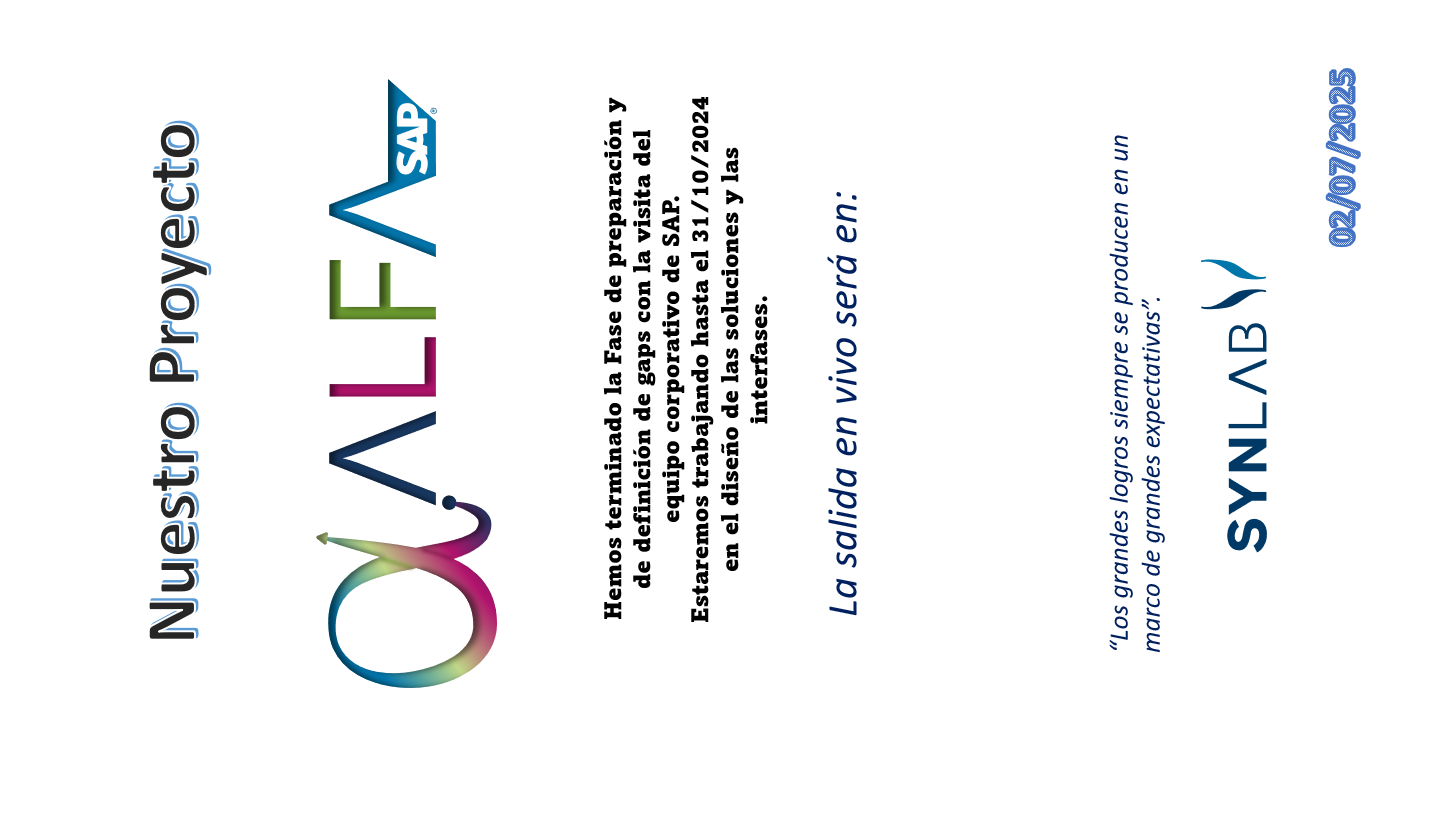 Nuestro Proyecto
αALFA
SAP®
Hemos terminado la Fase de preparación y
de definición de gaps con la visita del
equipo corporativo de SAP.
Estaremos trabajando hasta el 31/10/2024
en el diseño de las soluciones y las
interfases.
La salida en vivo será en:
“Los grandes logros siempre se producen en un
marco de grandes expectativas”.
SYNLAB
02/07/2025